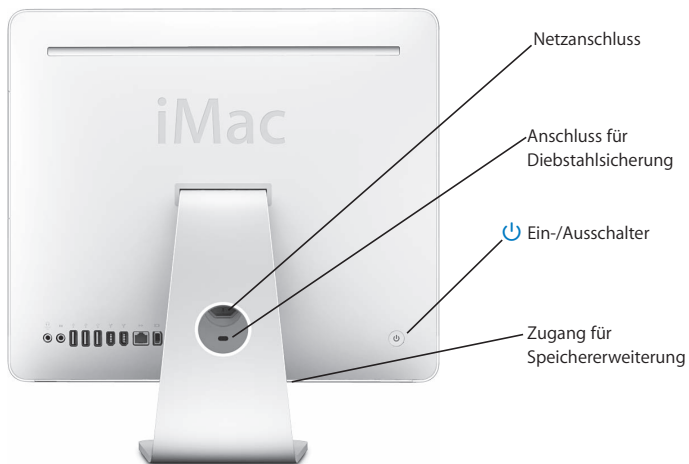 Netzanschluss
iMac
Anschluss für
Diebstahlsicherung
Ein-/Ausschalter
Zugang für
Speichererweiterung